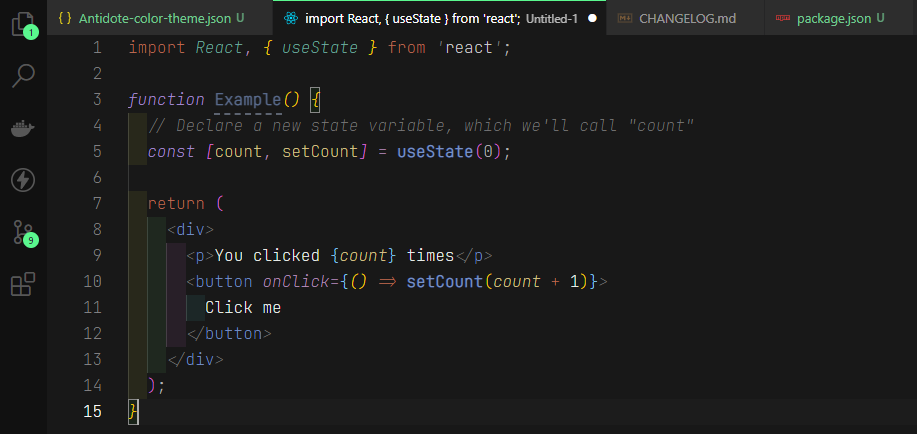 { } Antidote-color-theme.json U
import React, { useState } from 'react'; Untitled-1 ●
CHANGELOG.md
npm package.json U
1
9
1 import React, { useState } from 'react';
2
3 function Example() {
4 // Declare a new state variable, which we'll call "count"
5 const [count, setCount] = useState(0);
6
7 return (
8 <div>
9 <p>You clicked {count} times</p>
10 <button onClick={() => setCount(count + 1)}>
11 Click me
12 </button>
13 </div>
14 );
15 }